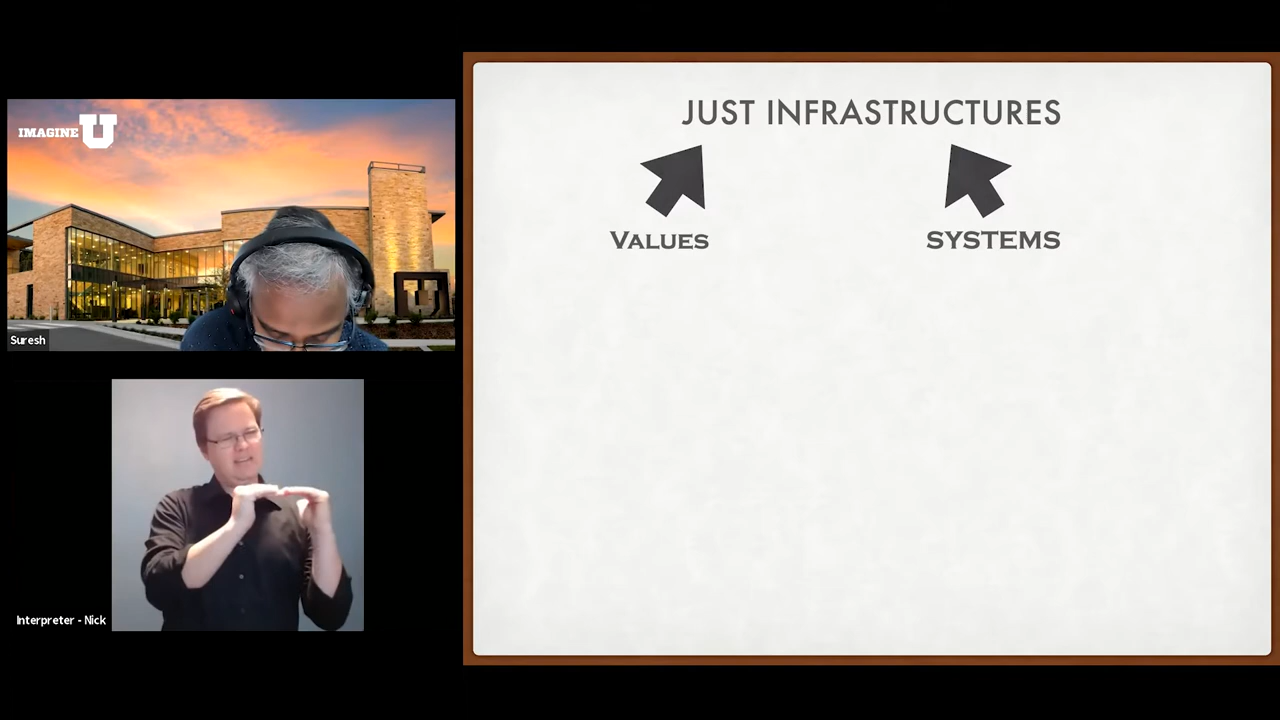 IMAGINE U
Suresh
Interpreter - Nick
JUST INFRASTRUCTURES
VALUES
SYSTEMS